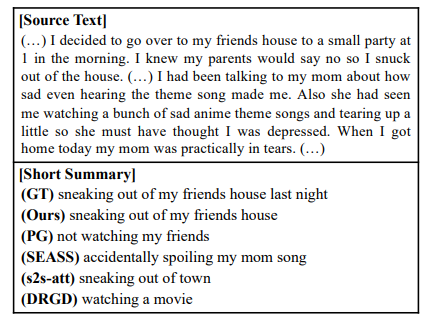 [Source Text]
(…) I decided to go over to my friends house to a small party at
1 in the morning. I knew my parents would say no so I snuck
out of the house. (…) I had been talking to my mom about how
sad even hearing the theme song made me. Also she had seen
me watching a bunch of sad anime theme songs and tearing up a
little so she must have thought I was depressed. When I got
home today my mom was practically in tears. (…)
[Short Summary]
(GT) sneaking out of my friends house last night
(Ours) sneaking out of my friends house
(PG) not watching my friends
(SEASS) accidentally spoiling my mom song
(s2s-att) sneaking out of town
(DRGD) watching a movie